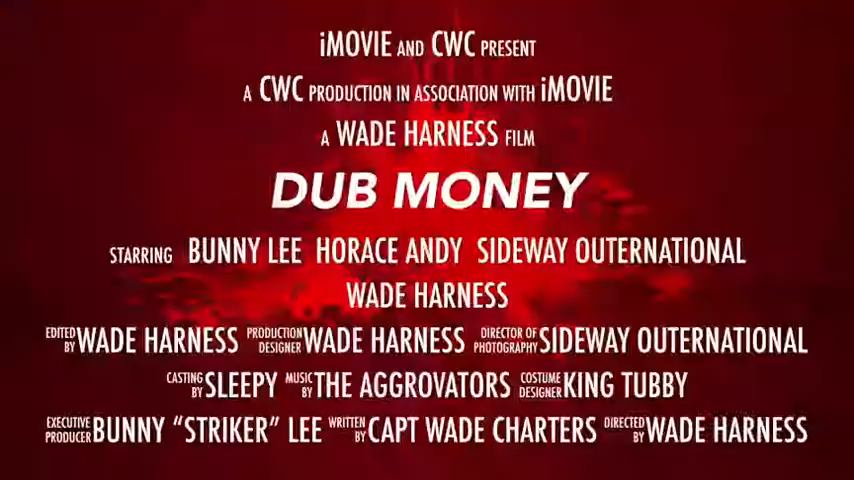 iMOVIE AND CWC PRESENT
A CWC PRODUCTION IN ASSOCIATION WITH iMOVIE
A WADE HARNESS FILM
DUB MONEY
STARRING BUNNY LEE HORACE ANDY SIDEWAY OUTERNATIONAL
WADE HARNESS
EDITED BY WADE HARNESS PRODUCTION DESIGNER WADE HARNESS DIRECTOR OF PHOTOGRAPHY SIDEWAY OUTERNATIONAL
CASTING BY SLEEPY MUSIC BY THE AGGROVATORS COSTUME DESIGNER KING TUBBY
EXECUTIVE PRODUCER BUNNY “STRIKER” LEE WRITTEN BY CAPT WADE CHARTERS DIRECTED BY WADE HARNESS